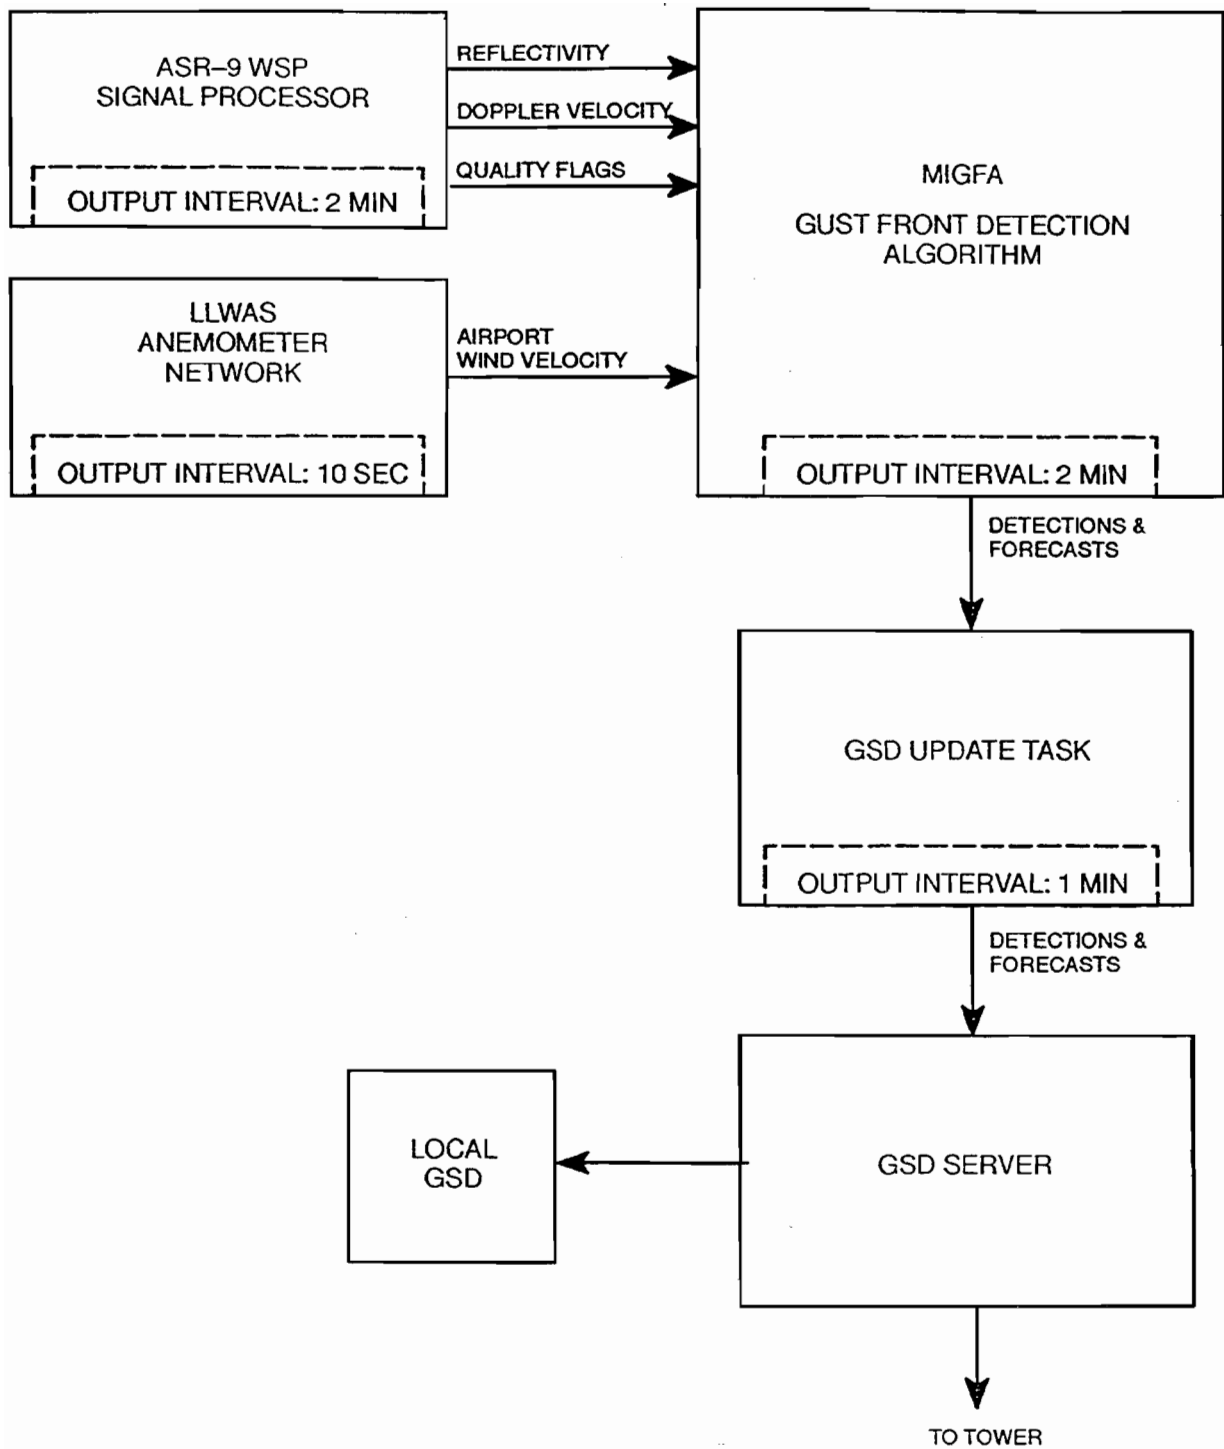 ASR–9 WSP
SIGNAL PROCESSOR
OUTPUT INTERVAL: 2 MIN
REFLECTIVITY
DOPPLER VELOCITY
QUALITY FLAGS
LLWAS
ANEMOMETER
NETWORK
OUTPUT INTERVAL: 10 SEC
AIRPORT
WIND VELOCITY
MIGFA
GUST FRONT DETECTION
ALGORITHM
OUTPUT INTERVAL: 2 MIN
DETECTIONS &
FORECASTS
GSD UPDATE TASK
OUTPUT INTERVAL: 1 MIN
DETECTIONS &
FORECASTS
GSD SERVER
LOCAL
GSD
TO TOWER